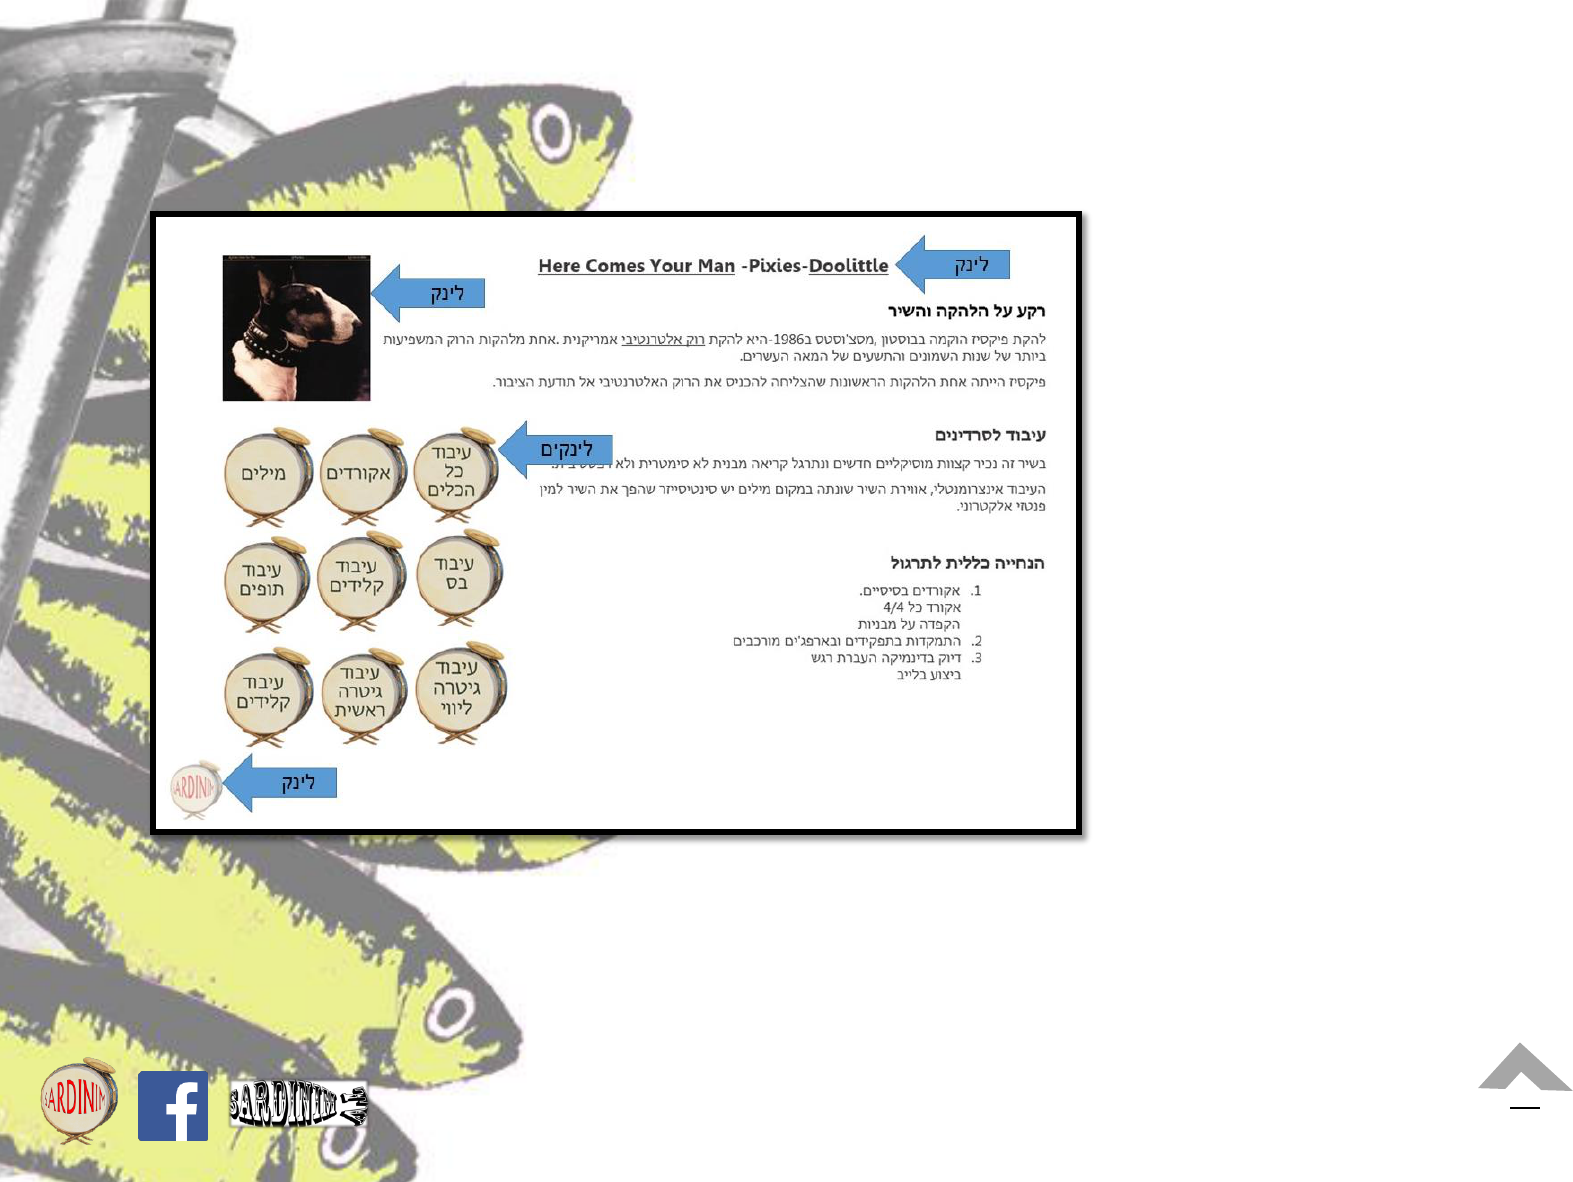 Here Comes Your Man -Pixies-Doolittle
לינק
לינק
רקע על הלהקה והשיר
להקת פיקסיז הוקמה בבוסטון ,מסצ'וסטס ב1986-היא להקת רוק אלטרנטיבי אמריקנית .אחת מלהקות הרוק המשפיעות
ביותר של שנות השמונים והתשעים של המאה העשרים.
פיקסיז הייתה אחת הלהקות הראשונות שהצליחה להכניס את הרוק האלטרנטיבי אל תודעת הציבור.
עיבוד לסרדינים
לינקים
בשיר זה נכיר קצוות מוסיקליים חדשים ונתרגל קריאה מבנית לא סימטרית ולא
העיבוד אינצרומנטלי, אווירת השיר שונתה במקום מילים יש סינטיסייזר שהפך את השיר למין
פנטזי אלקטרוני.
הנחייה כללית לתרגול
1. אקורדים בסיסיים.
אקורד כל 4/4
הקפדה על מבניות
2. התמקדות בתפקידים ובארפג'ים מורכבים
3. דיוק בדינמיקה העברת רגש
ביצוע בלייב
עיבוד
כל
הכלים
אקורדים
מילים
עיבוד
בס
עיבוד
קלידים
עיבוד
תופים
עיבוד
גיטרה
ליווי
עיבוד
גיטרה
ראשית
עיבוד
קלידים
לינק
SARDINIM
SARDINIM
f
SARDINIM